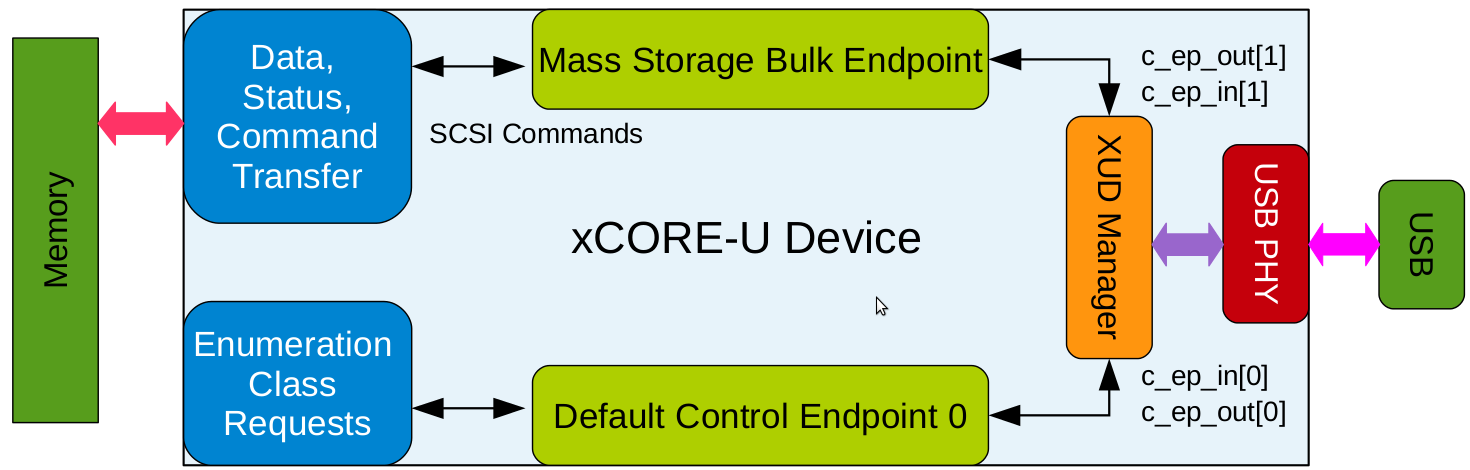 Memory
Data,
Status,
Command
Transfer
Mass Storage Bulk Endpoint
SCSI Commands
c_ep_out[1]
c_ep_in[1]
XUD Manager
USB PHY
USB
xCORE-U Device
Enumeration
Class
Requests
Default Control Endpoint 0
c_ep_in[0]
c_ep_out[0]